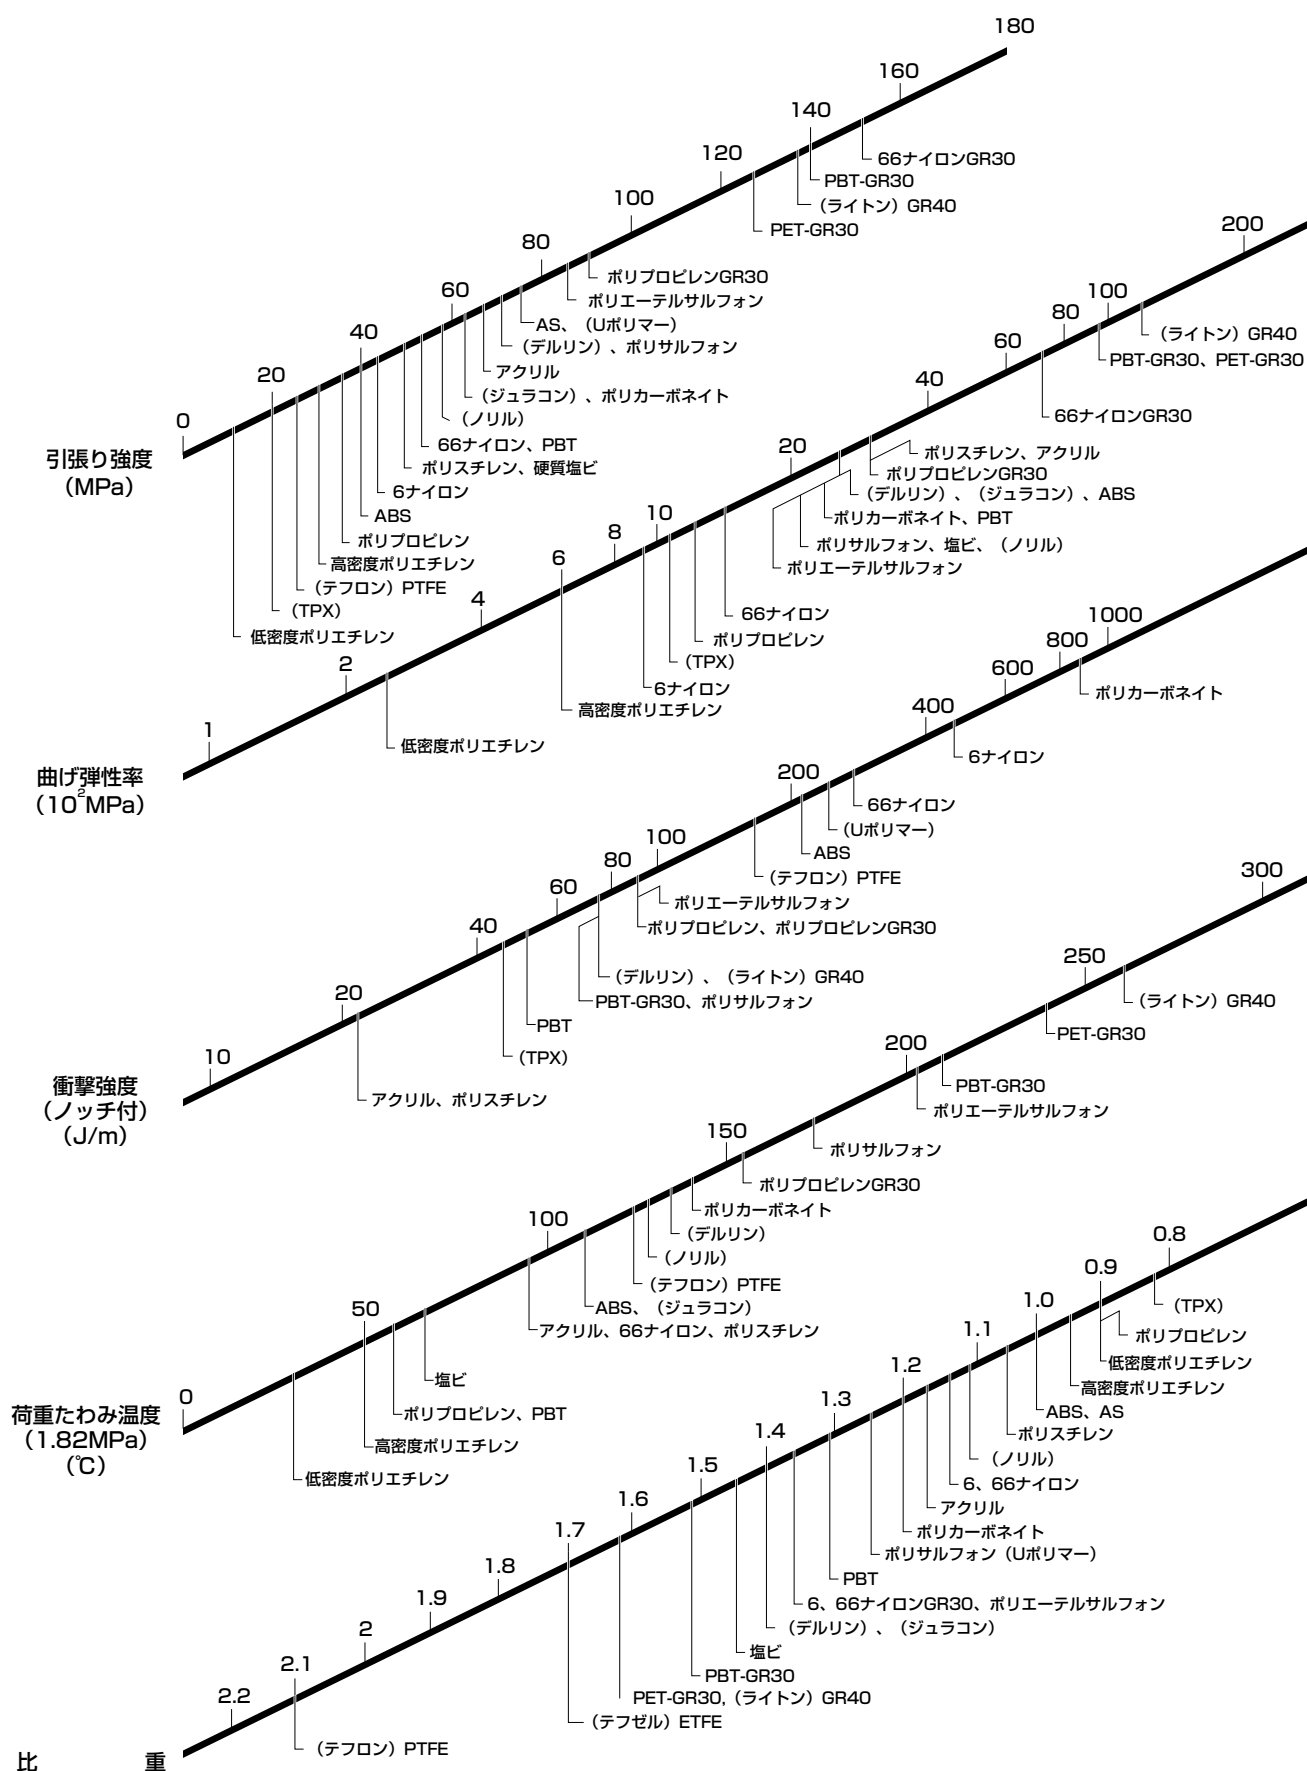 180
160
140
120
100
80
60
40
20
0
66ナイロンGR30
PBT-GR30
（ライトン）GR40
PET-GR30
ポリプロピレンGR30
ポリエーテルサルフォン
AS、（Uポリマー）
（デルリン）、ポリサルフォン
アクリル
（ジュラコン）、ポリカーボネイト
（ノリル）
66ナイロン、PBT
ポリスチレン、硬質塩ビ
6ナイロン
ABS
ポリプロピレン
高密度ポリエチレン
（テフロン）PTFE
（TPX）
低密度ポリエチレン
引張り強度
（MPa）
200
100
80
60
40
20
10
8
6
4
2
1
（ライトン）GR40
PBT-GR30、PET-GR30
66ナイロンGR30
ポリスチレン、アクリル
ポリプロピレンGR30
（デルリン）、（ジュラコン）、ABS
ポリカーボネイト、PBT
ポリサルフォン、塩ビ、（ノリル）
ポリエーテルサルフォン
66ナイロン
ポリプロピレン
（TPX）
6ナイロン
高密度ポリエチレン
低密度ポリエチレン
曲げ弾性率
（10²MPa）
1000
800
600
400
200
100
80
60
40
20
10
ポリカーボネイト
6ナイロン
66ナイロン
（Uポリマー）
ABS
（テフロン）PTFE
ポリエーテルサルフォン
ポリプロピレン、ポリプロピレンGR30
（デルリン）、（ライトン）GR40
PBT-GR30、ポリサルフォン
PBT
（TPX）
アクリル、ポリスチレン
衝撃強度
（ノッチ付）
（J/m）
300
250
200
150
100
50
0
（ライトン）GR40
PET-GR30
PBT-GR30
ポリエーテルサルフォン
ポリサルフォン
ポリプロピレンGR30
ポリカーボネイト
（デルリン）
（ノリル）
（テフロン）PTFE
ABS、（ジュラコン）
アクリル、66ナイロン、ポリスチレン
塩ビ
ポリプロピレン、PBT
高密度ポリエチレン
低密度ポリエチレン
荷重たわみ温度
（1.82MPa）
（℃）
0.8
0.9
1.0
1.1
1.2
1.3
1.4
1.5
1.6
1.7
1.8
1.9
2
2.1
2.2
（TPX）
ポリプロピレン
低密度ポリエチレン
高密度ポリエチレン
ABS、AS
ポリスチレン
（ノリル）
6、66ナイロン
アクリル
ポリカーボネイト
ポリサルフォン（Uポリマー）
PBT
6、66ナイロンGR30、ポリエーテルサルフォン
（デルリン）、（ジュラコン）
塩ビ
PBT-GR30
PET-GR30,（ライトン）GR40
（テフゼル）ETFE
（テフロン）PTFE
比 重